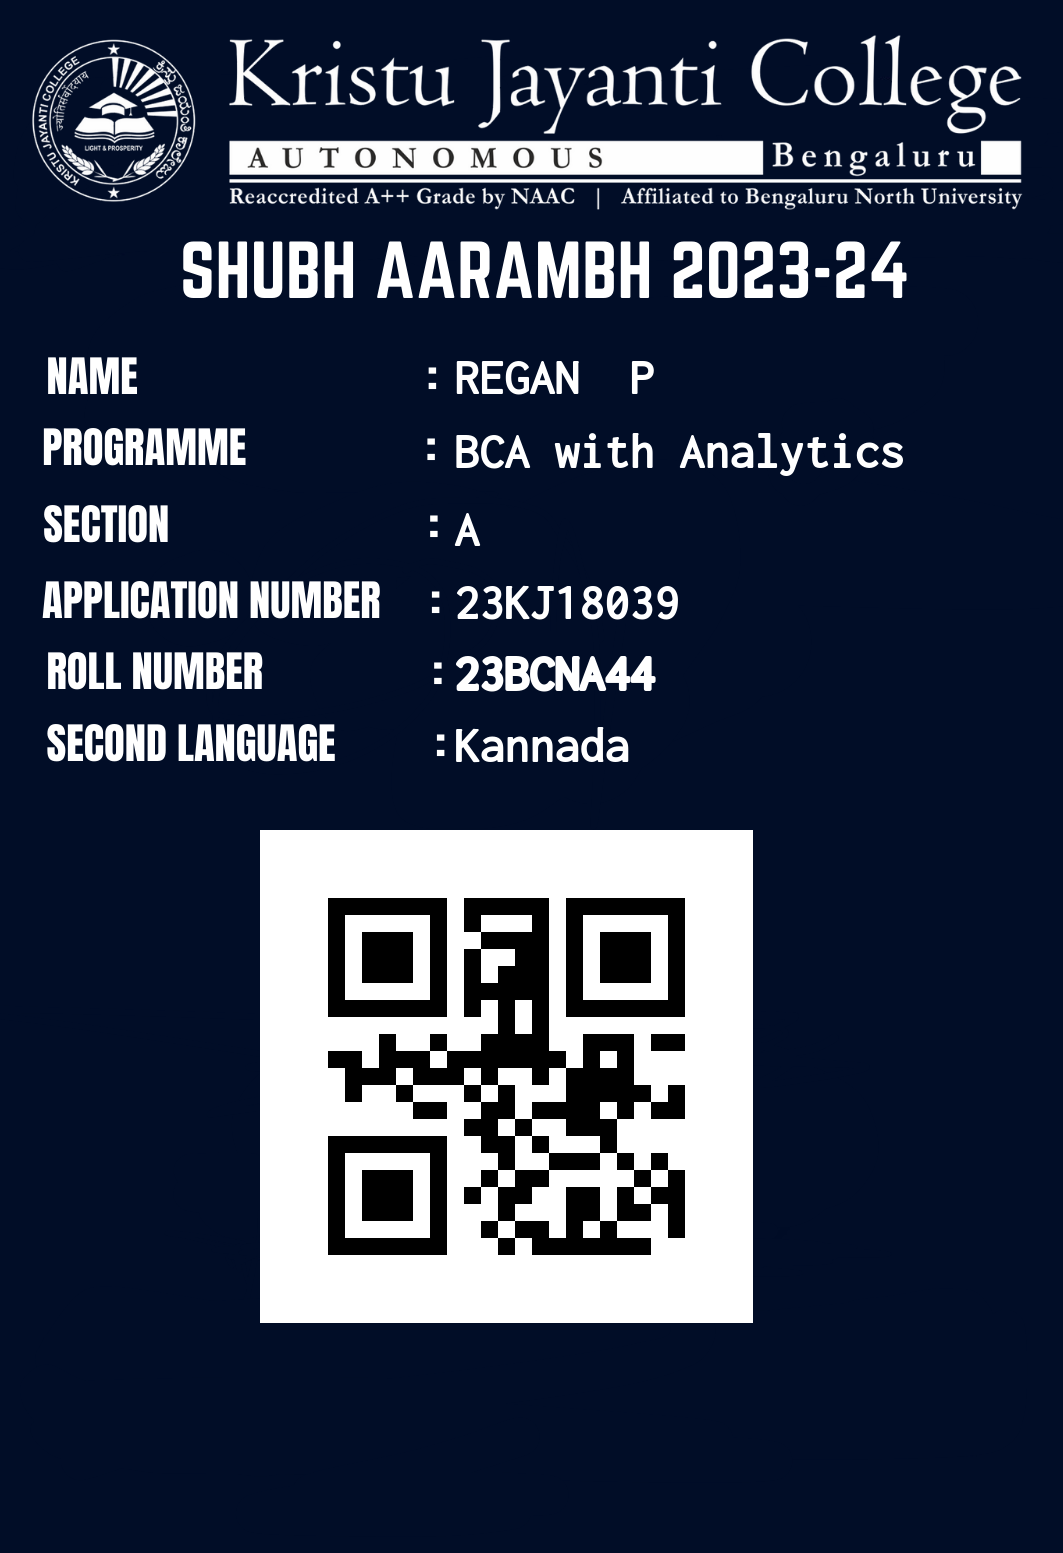 Kristu Jayanti College
AUTONOMOUS Bengaluru
Reaccredited A++ Grade by NAAC | Affiliated to Bengaluru North University
KRISTU JAYANTI COLLEGE
ಕ್ರಿಸ್ತು ಜಯಂತಿ ಕಾಲೇಜು
LIGHT & PROSPERITY
SHUBH AARAMBH 2023-24
NAME : REGAN P
PROGRAMME : BCA with Analytics
SECTION : A
APPLICATION NUMBER : 23KJ18039
ROLL NUMBER : 23BCNA44
SECOND LANGUAGE : Kannada